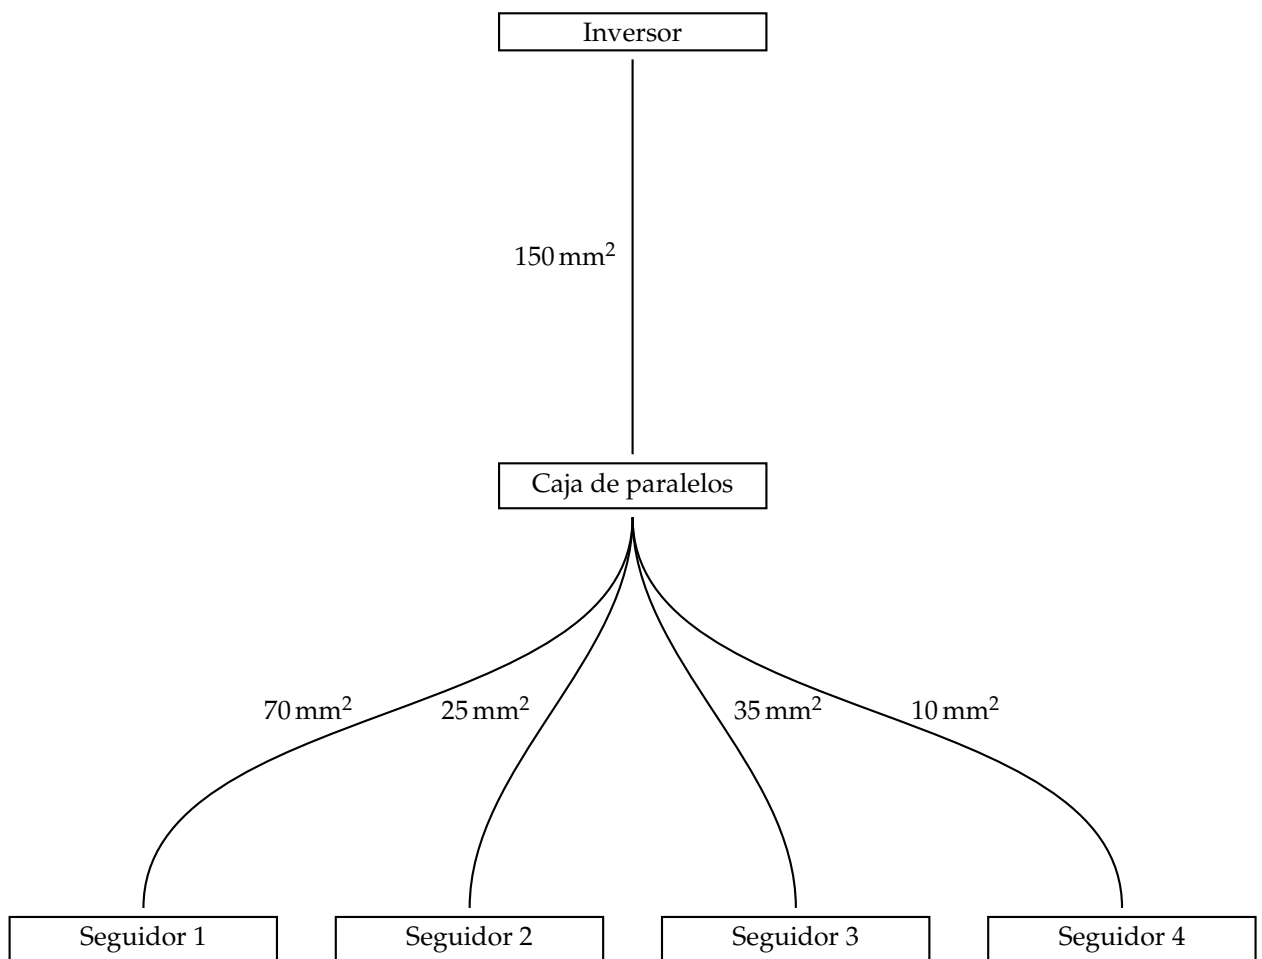 Inversor
150 mm²
Caja de paralelos
70 mm² 25 mm² 35 mm² 10 mm²
Seguidor 1 Seguidor 2 Seguidor 3 Seguidor 4